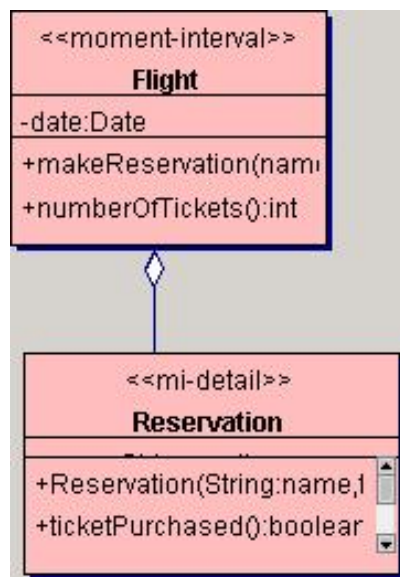 <<moment-interval>>
Flight
-date:Date
+makeReservation(nam
+numberOfTickets():int
<<mi-detail>>
Reservation
+Reservation(String:name,
+ticketPurchased():boolear